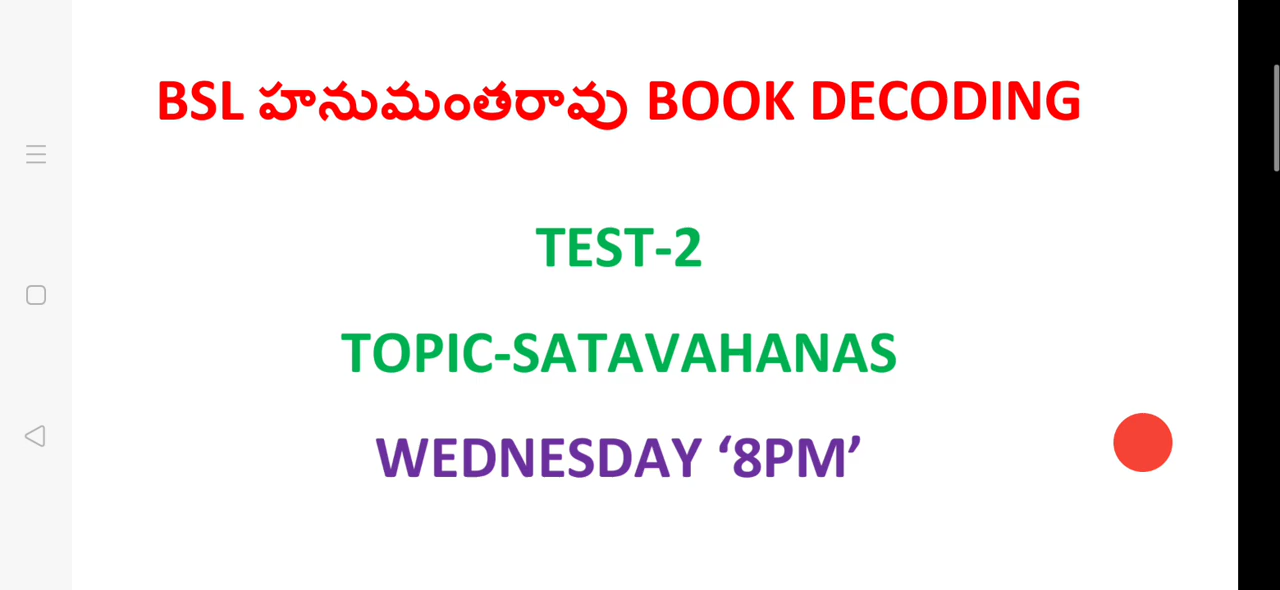 BSL హనుమంతరావు BOOK DECODING
TEST-2
TOPIC-SATAVAHANAS
WEDNESDAY ‘8PM’